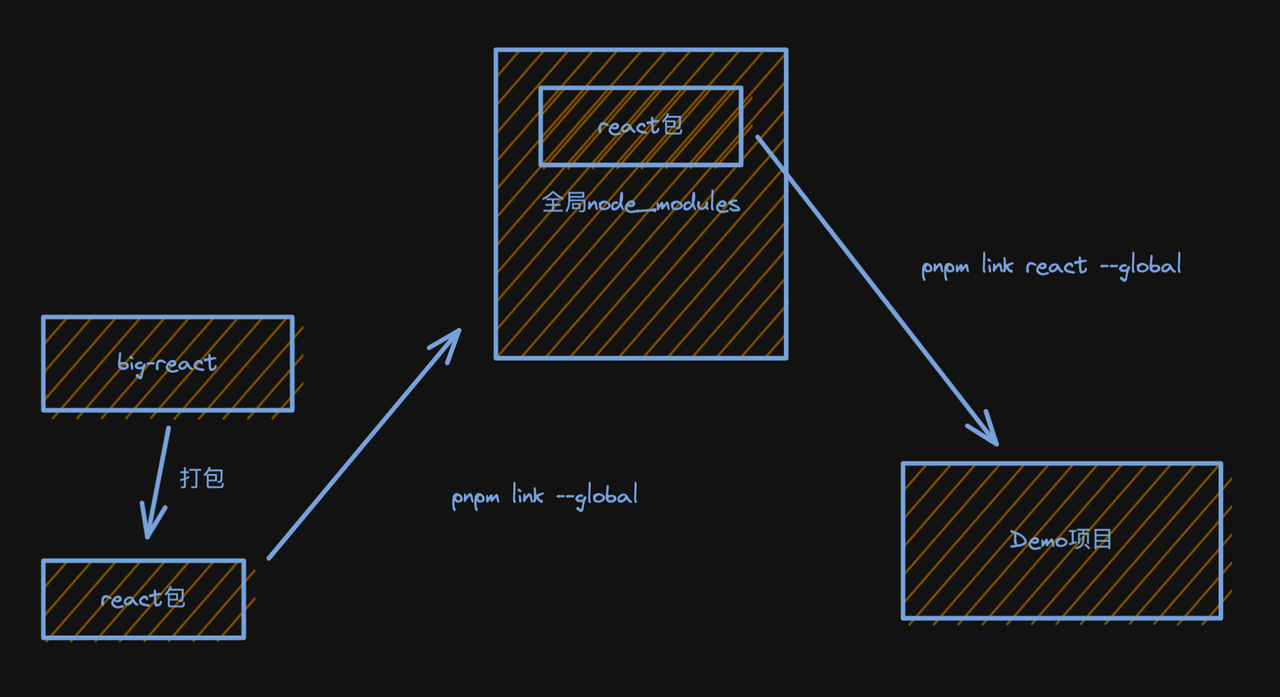 react包
全局node_modules
pnpm link react --global
big-react
打包
pnpm link --global
react包
Demo项目